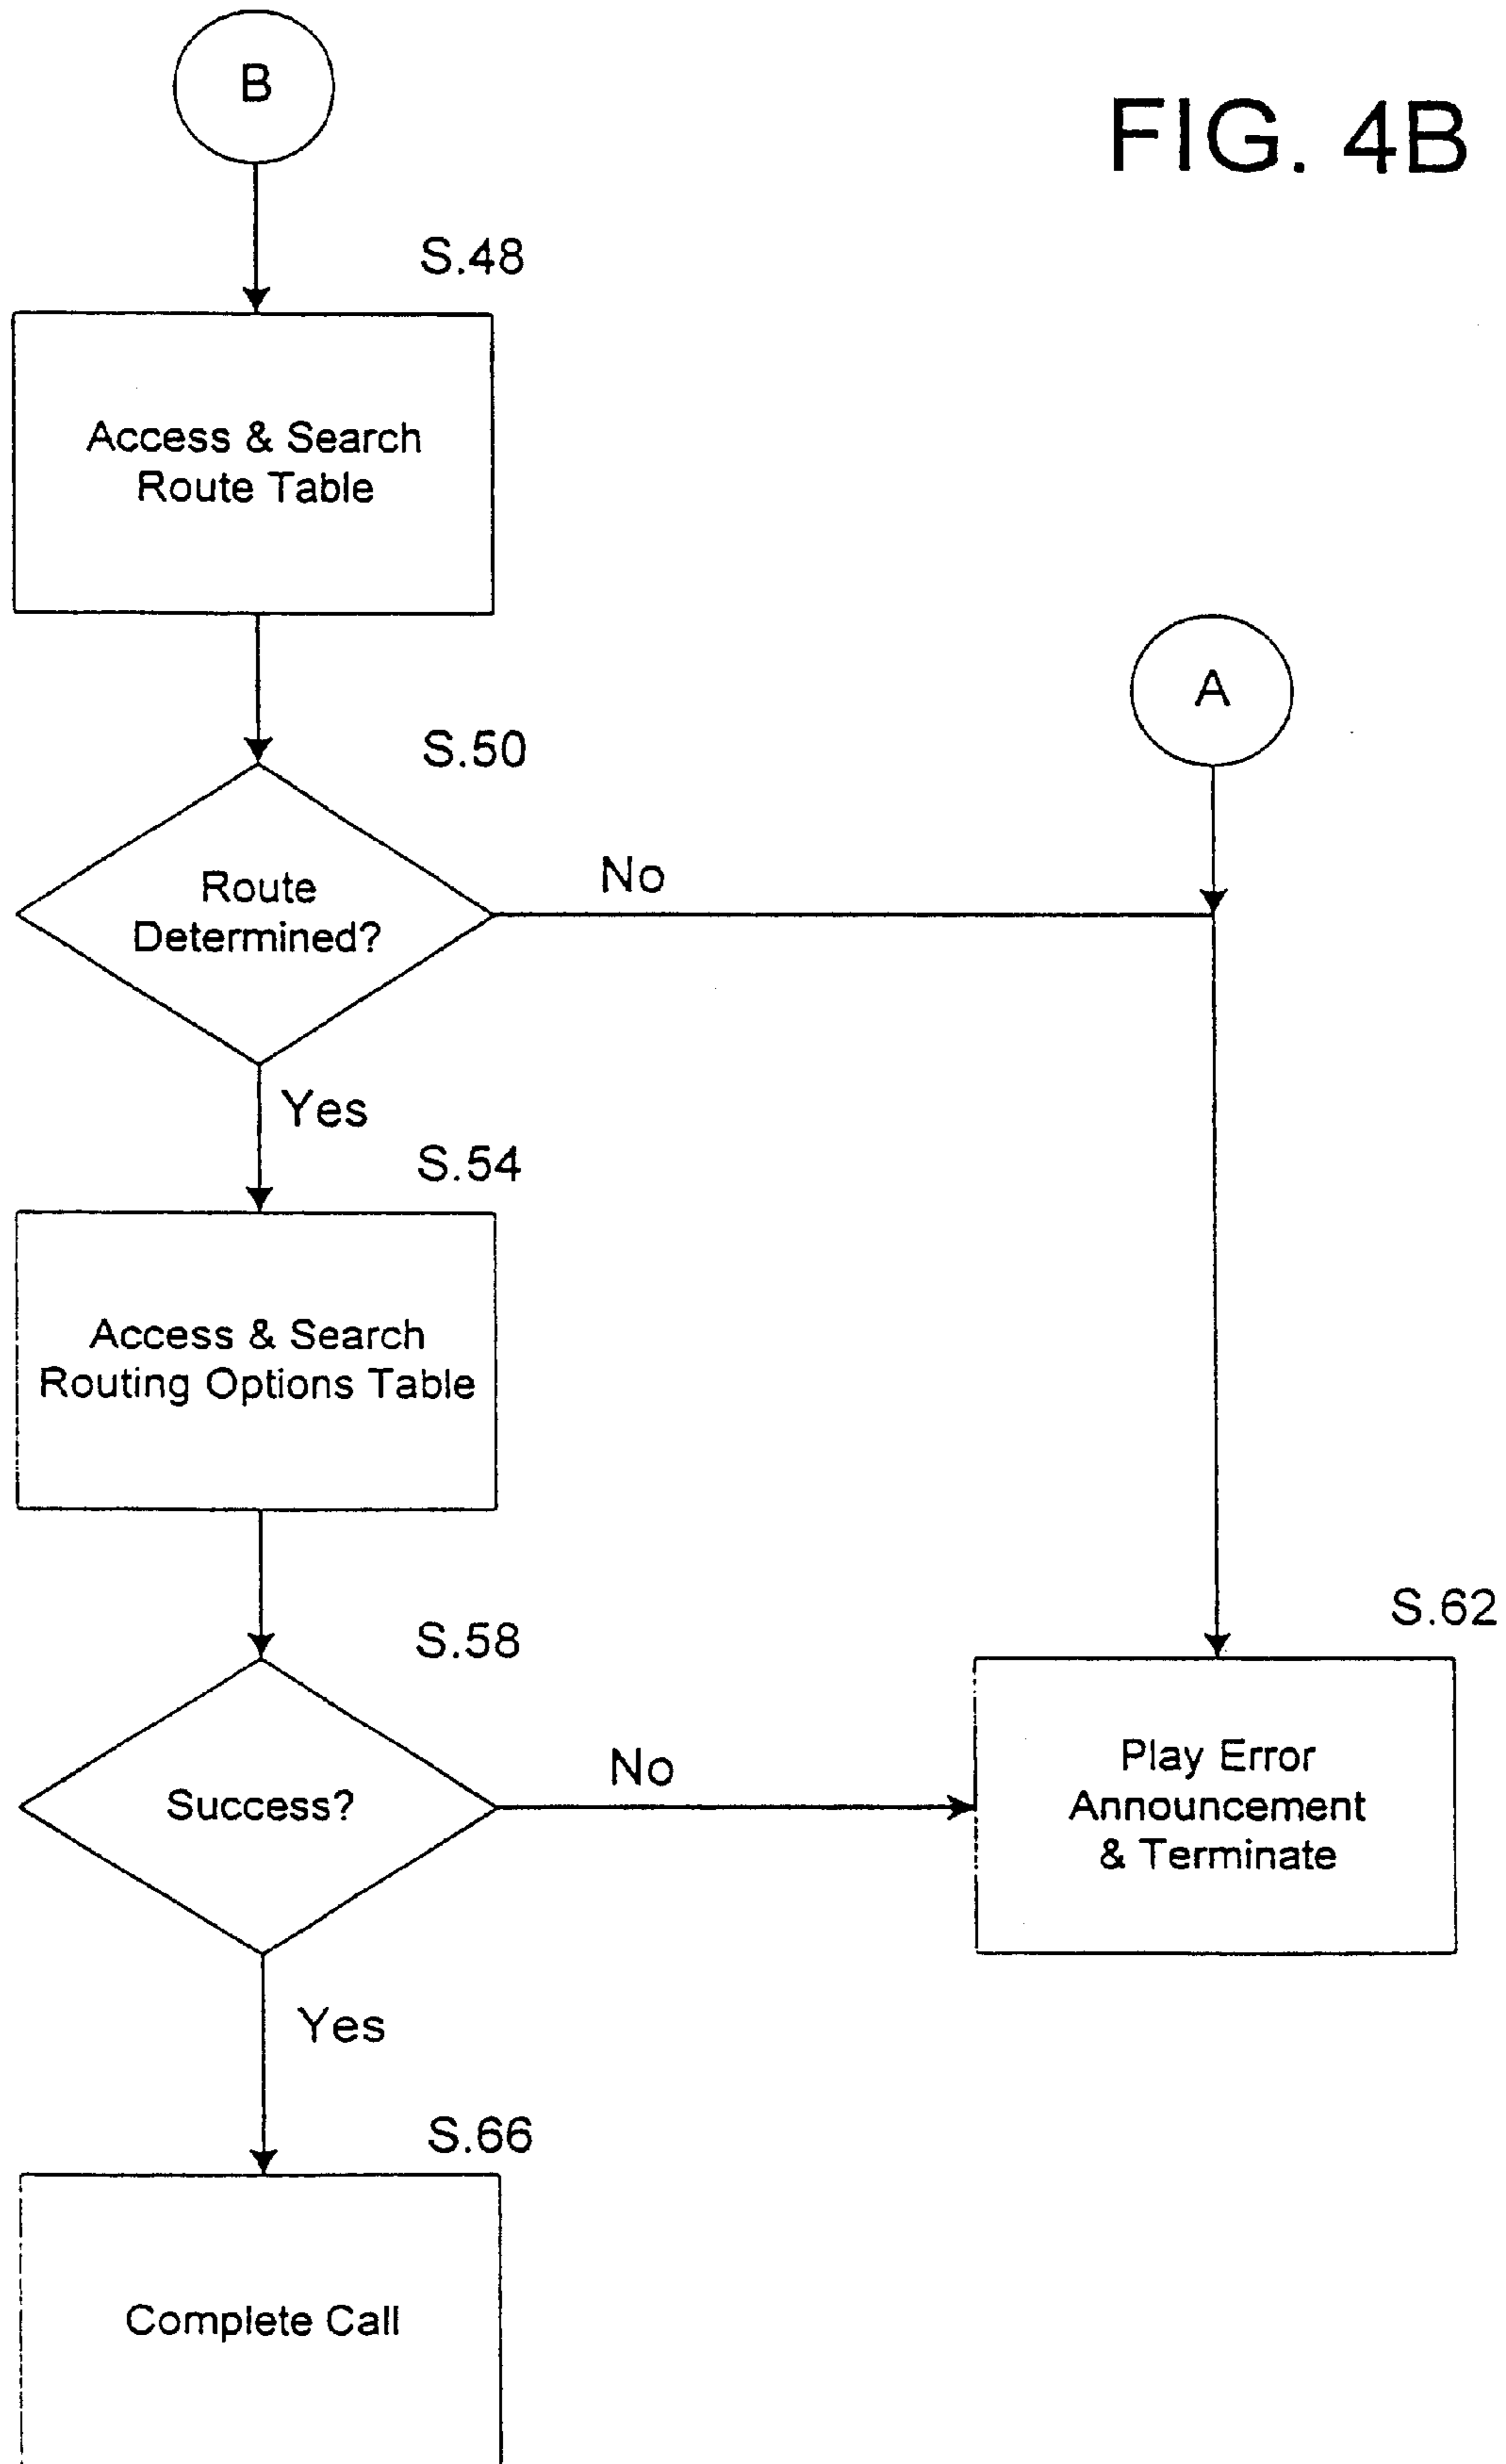 B
FIG. 4B
S.48
Access & Search
Route Table
A
S.50
Route
Determined?
No
Yes
S.54
Access & Search
Routing Options Table
S.58
Success?
No
S.62
Play Error
Announcement
& Terminate
Yes
S.66
Complete Call